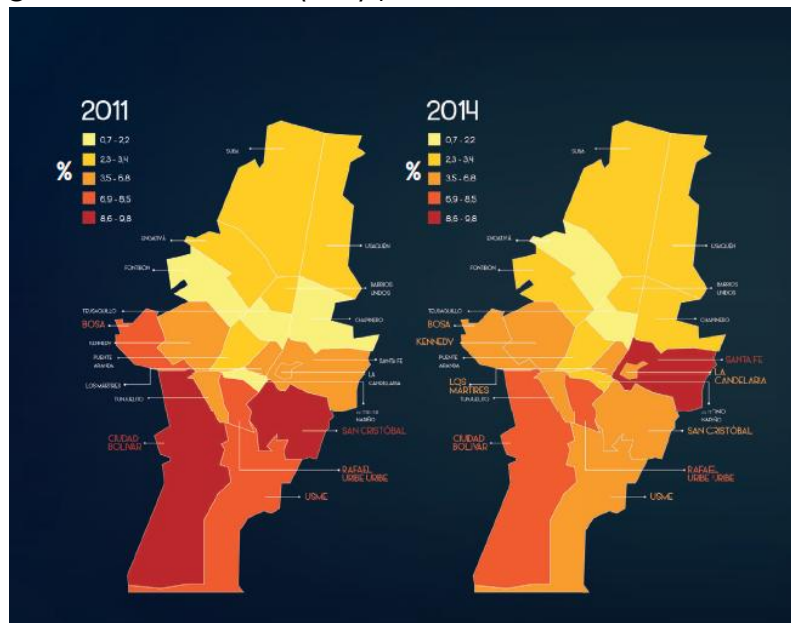 2011
%
0,7 - 2,2
2,3 - 3,4
3,5 - 6,8
6,9 - 8,5
8,6 - 9,8
SUBA
ENGATIVÁ
USAQUÉN
FONTIBÓN
BARRIOS
UNIDOS
TEUSAQUILLO
BOSA
CHAPINERO
KENNEDY
PUENTE
ARANDA
SANTA FE
LOS MÁRTIRES
LA
CANDELARIA
TUNJUELITO
NARIÑO
CIUDAD
BOLÍVAR
SAN CRISTÓBAL
RAFAEL
URIBE URIBE
USME
2014
%
0,7 - 2,2
2,3 - 3,4
3,5 - 6,8
6,9 - 8,5
8,6 - 9,8
SUBA
ENGATIVÁ
USAQUÉN
FONTIBÓN
BARRIOS
UNIDOS
TEUSAQUILLO
BOSA
CHAPINERO
KENNEDY
PUENTE
ARANDA
SANTA FE
LA
CANDELARIA
LOS
MÁRTIRES
TUNJUELITO
NARIÑO
SAN CRISTÓBAL
CIUDAD
BOLÍVAR
RAFAEL
URIBE URIBE
USME